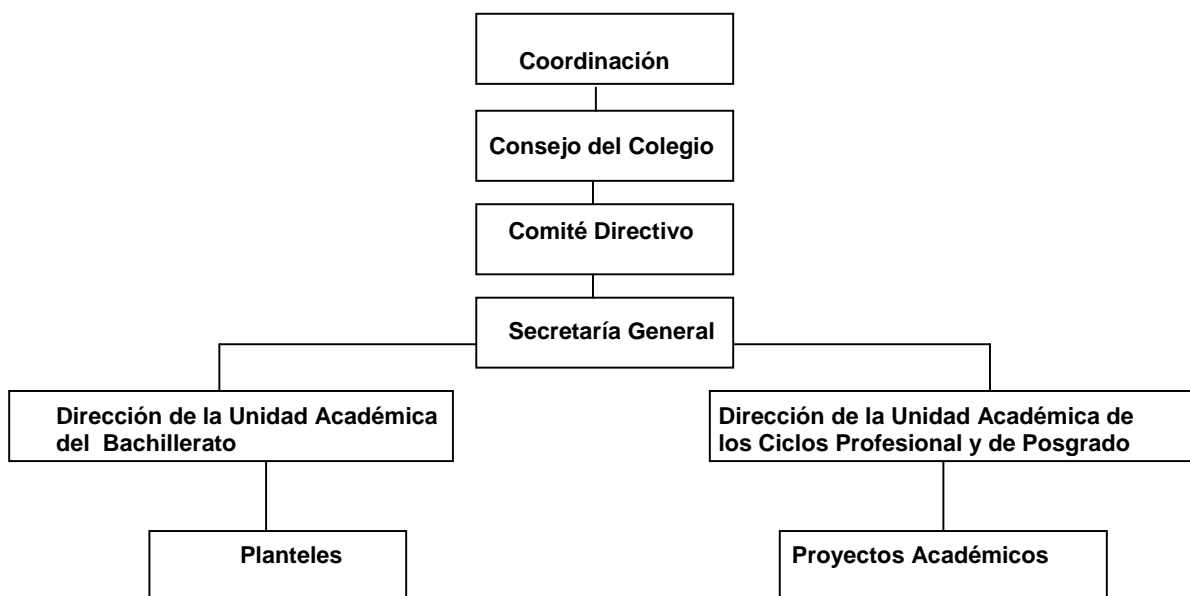 Coordinación
Consejo del Colegio
Comité Directivo
Secretaría General
Dirección de la Unidad Académica
del Bachillerato
Dirección de la Unidad Académica de
los Ciclos Profesional y de Posgrado
Planteles
Proyectos Académicos